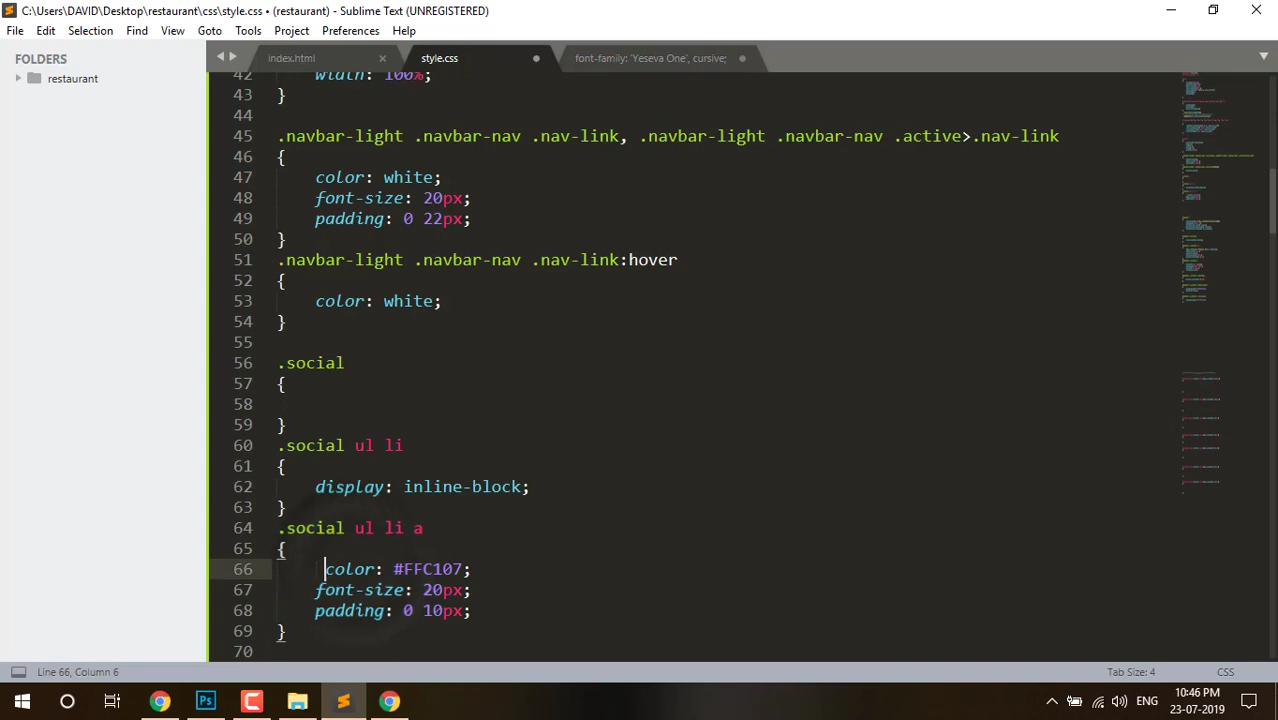 C:\Users\DAVID\Desktop\restaurant\css\style.css • (restaurant) - Sublime Text (UNREGISTERED)
File Edit Selection Find View Goto Tools Project Preferences Help
FOLDERS
restaurant
index.html
style.css
font-family: 'Yeseva One', cursive;
42 width: 100%;
43 }
44
45 .navbar-light .navbar-nav .nav-link, .navbar-light .navbar-nav .active>.nav-link
46 {
47 color: white;
48 font-size: 20px;
49 padding: 0 22px;
50 }
51 .navbar-light .navbar-nav .nav-link:hover
52 {
53 color: white;
54 }
55
56 .social
57 {
58
59 }
60 .social ul li
61 {
62 display: inline-block;
63 }
64 .social ul li a
65 {
66 color: #FFC107;
67 font-size: 20px;
68 padding: 0 10px;
69 }
70
Line 66, Column 6
Tab Size: 4
CSS
ENG
10:46 PM
23-07-2019